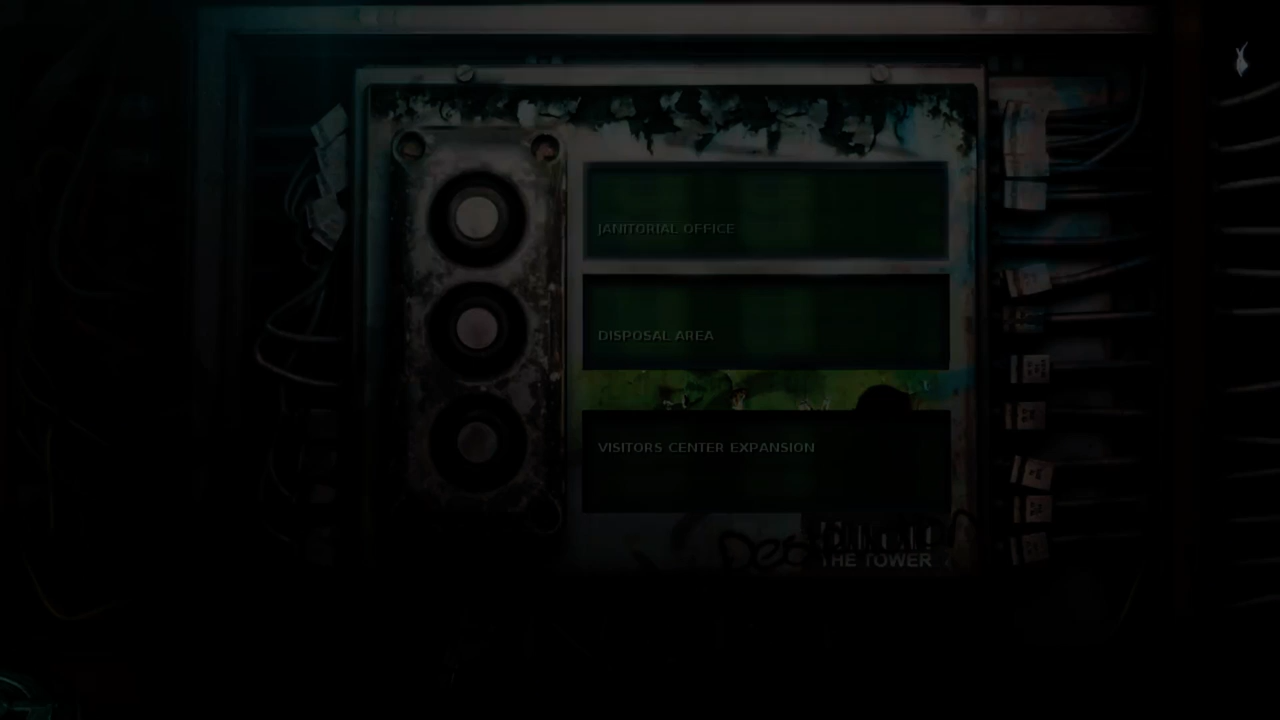 JANITORIAL OFFICE
DISPOSAL AREA
VISITORS CENTER EXPANSION
THE TOWER